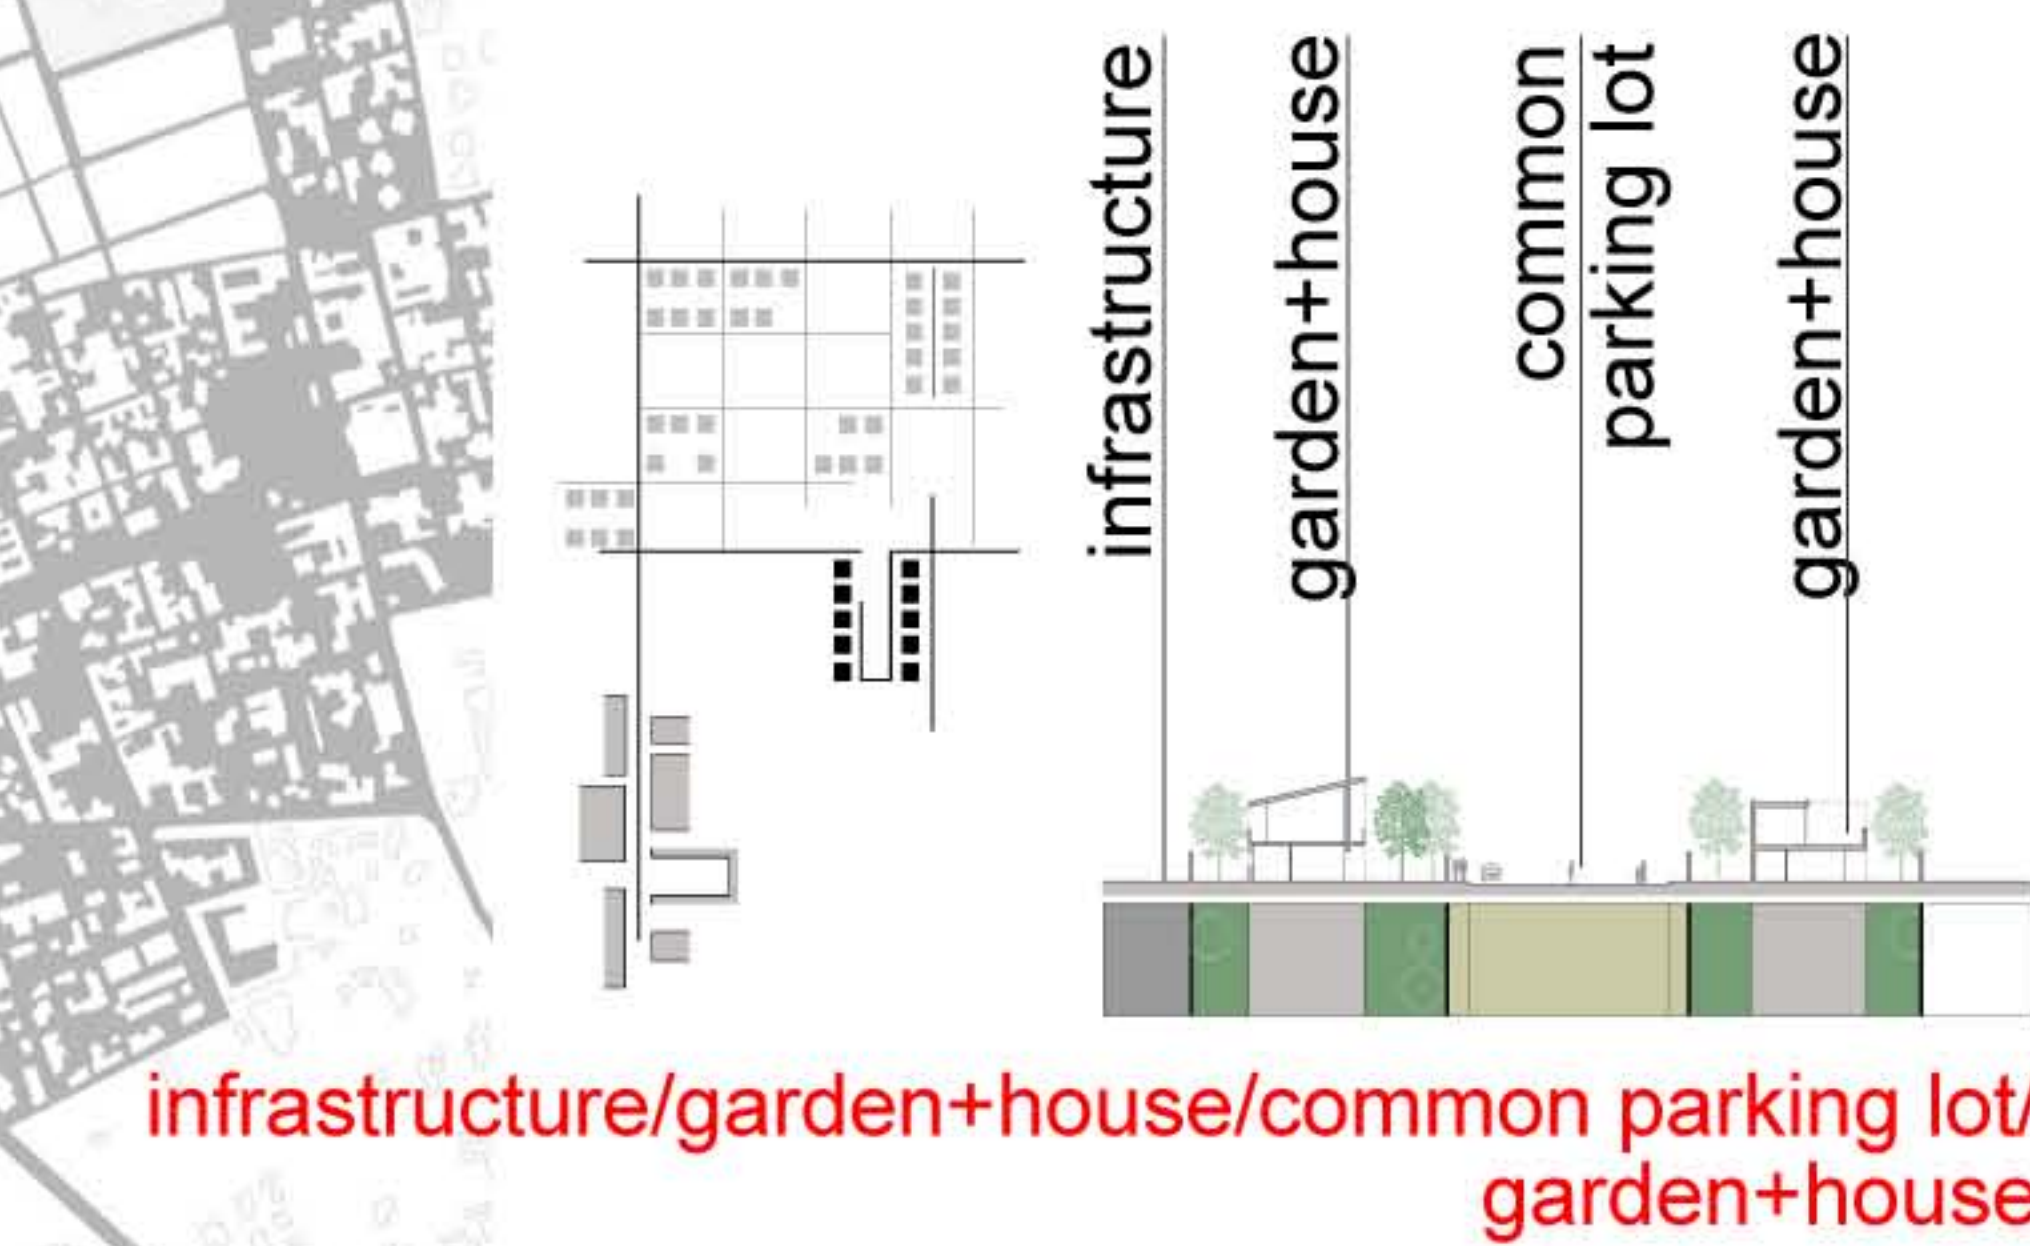 infrastructure
garden+house
common
parking lot
garden+house
infrastructure/garden+house/common parking lot/
garden+house